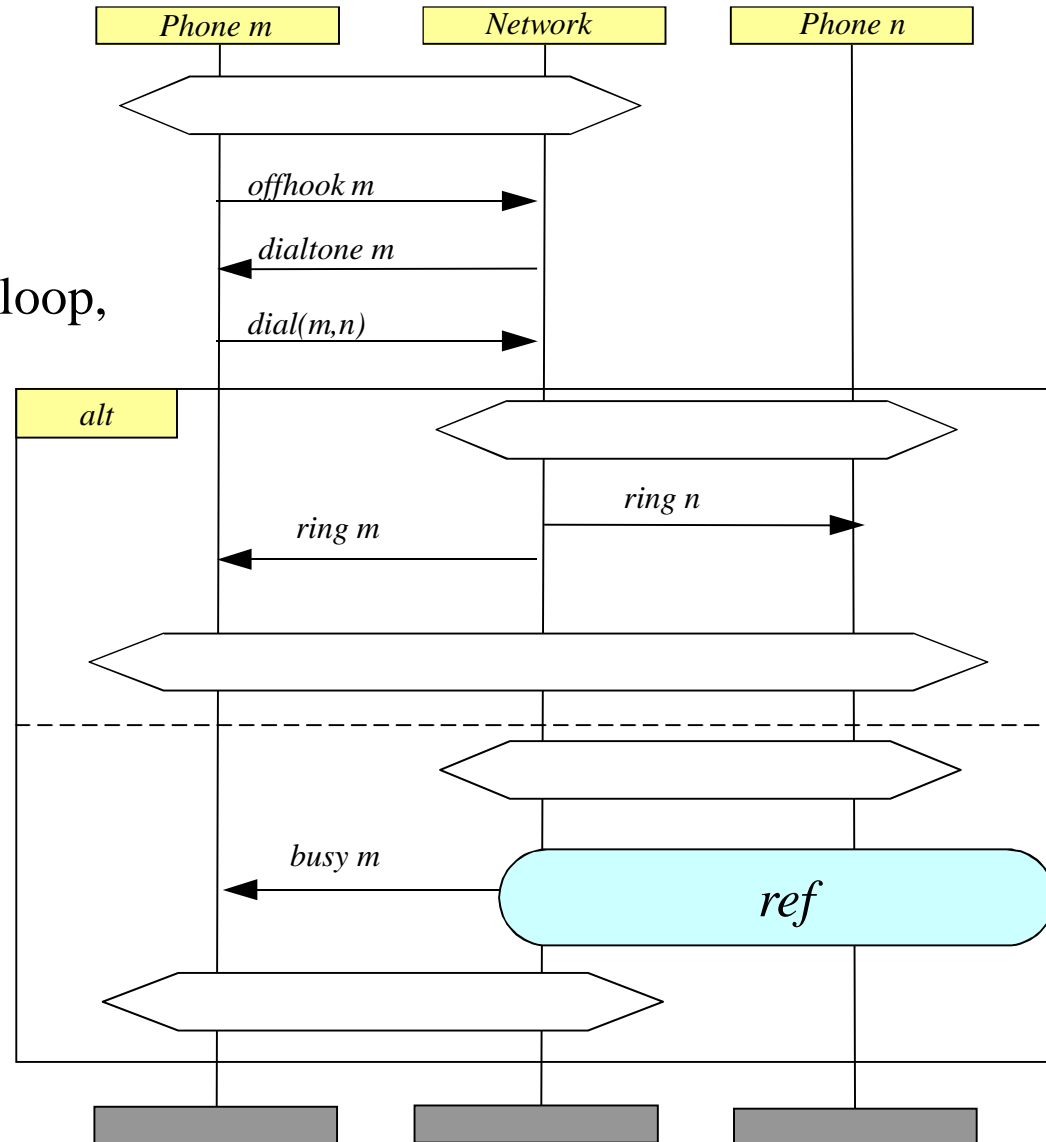 Phone m
Network
Phone n
offhook m
dialtone m
loop,
dial(m,n)
alt
ring n
ring m
busy m
ref